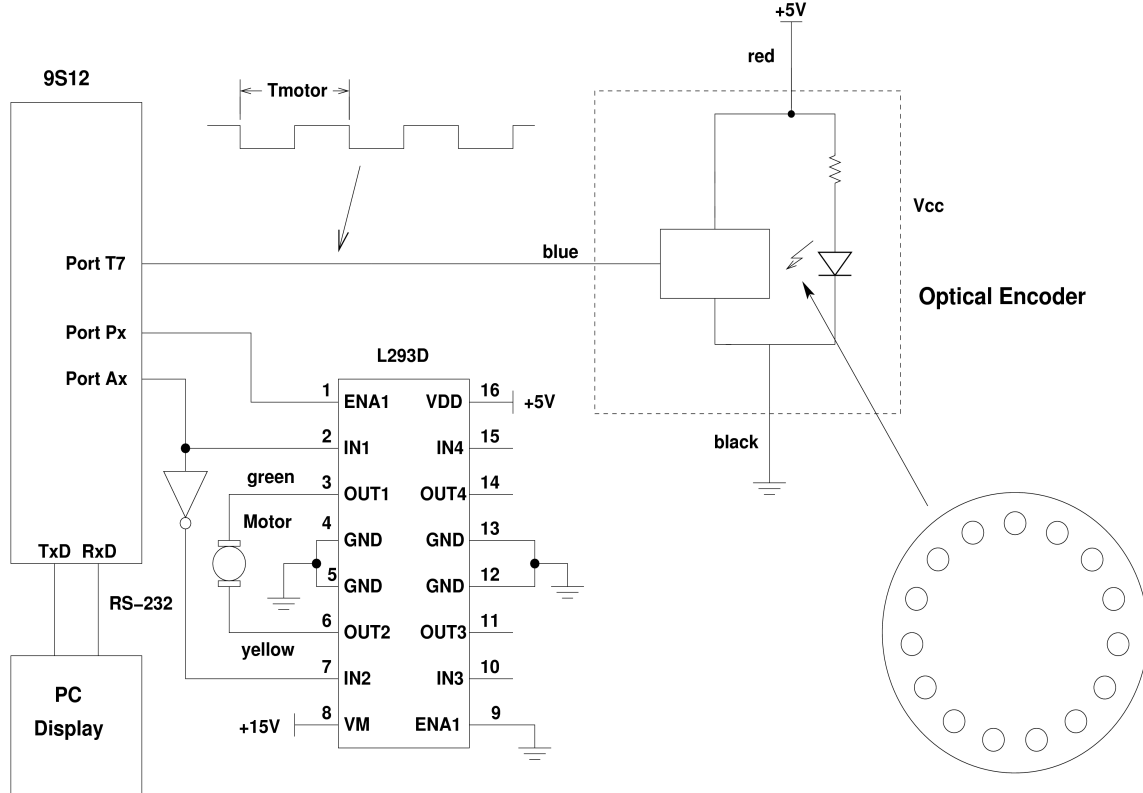 +5V
red
9S12
Tmotor
Vcc
Port T7
blue
Optical Encoder
Port Px
L293D
Port Ax
1 ENA1 VDD 16 +5V
2 IN1 IN4 15
black
green
3 OUT1 OUT4 14
Motor
4 GND GND 13
TxD RxD
5 GND GND 12
RS-232
6 OUT2 OUT3 11
yellow
7 IN2 IN3 10
PC
Display
+15V 8 VM ENA1 9